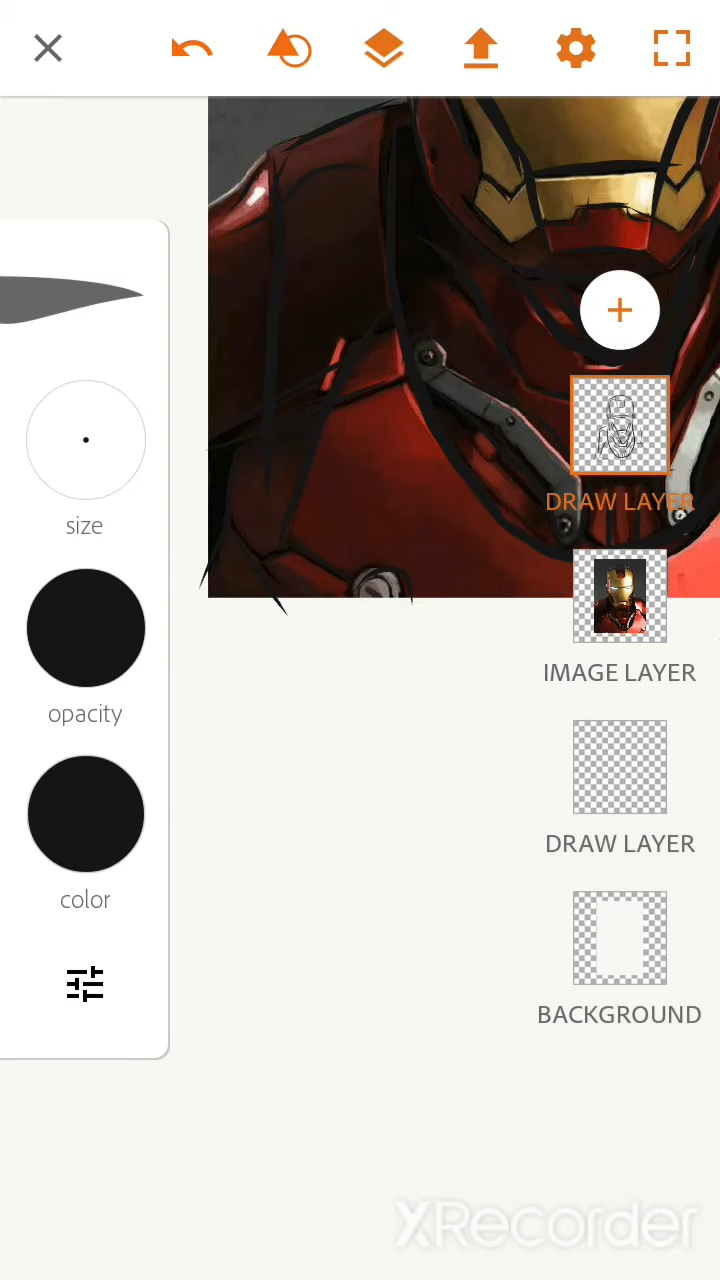 size
opacity
color
DRAW LAYER
IMAGE LAYER
DRAW LAYER
BACKGROUND
XRecorder